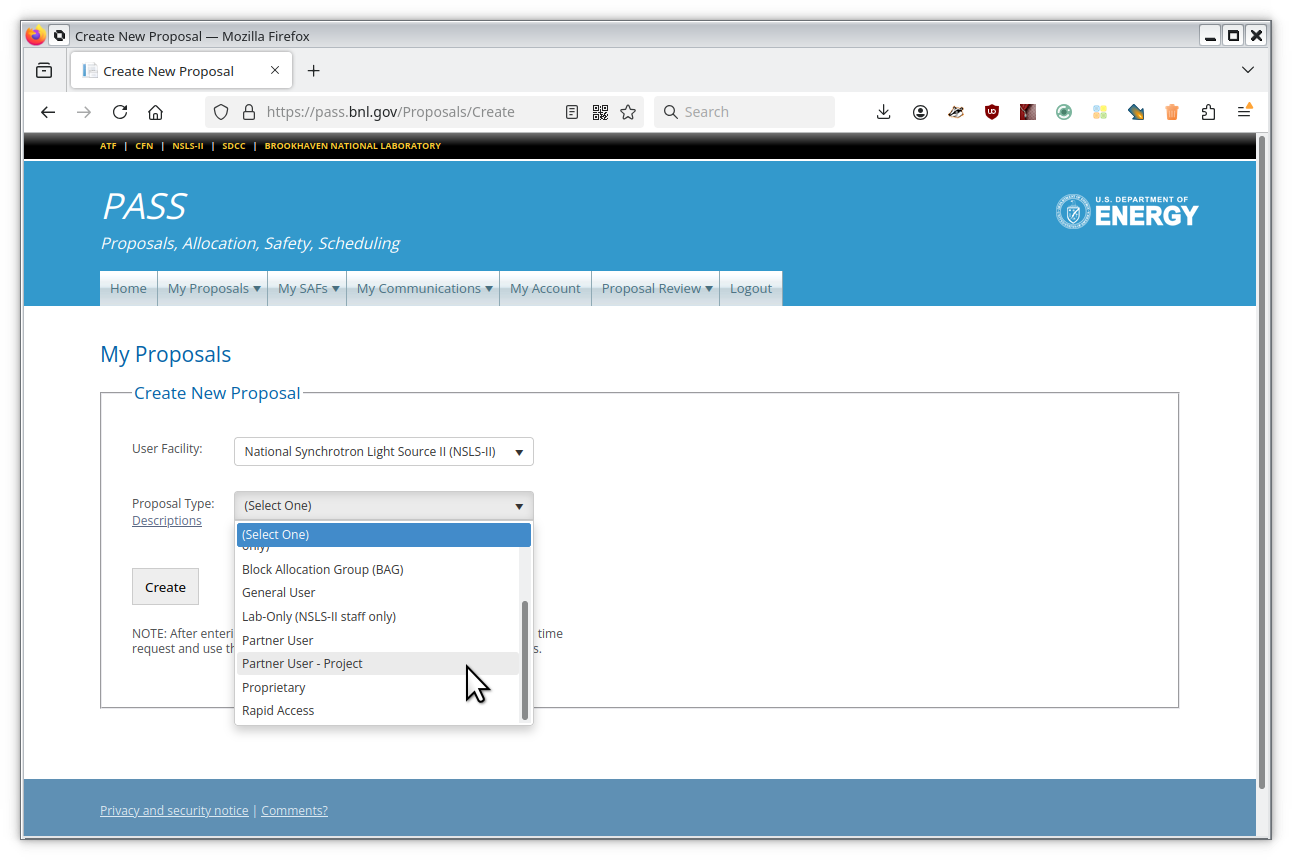 Create New Proposal — Mozilla Firefox
Create New Proposal
https://pass.bnl.gov/Proposals/Create
Search
ATF | CFN | NSLS-II | SDCC | BROOKHAVEN NATIONAL LABORATORY
PASS
Proposals, Allocation, Safety, Scheduling
U.S. DEPARTMENT OF
ENERGY
Home My Proposals My SAFs My Communications My Account Proposal Review Logout
My Proposals
Create New Proposal
User Facility: National Synchrotron Light Source II (NSLS-II)
Proposal Type: (Select One)
Descriptions
(Select One)
only)
Block Allocation Group (BAG)
Create
General User
Lab-Only (NSLS-II staff only)
NOTE: After enteri time
Partner User
request and use th s.
Partner User - Project
Proprietary
Rapid Access
Privacy and security notice | Comments?